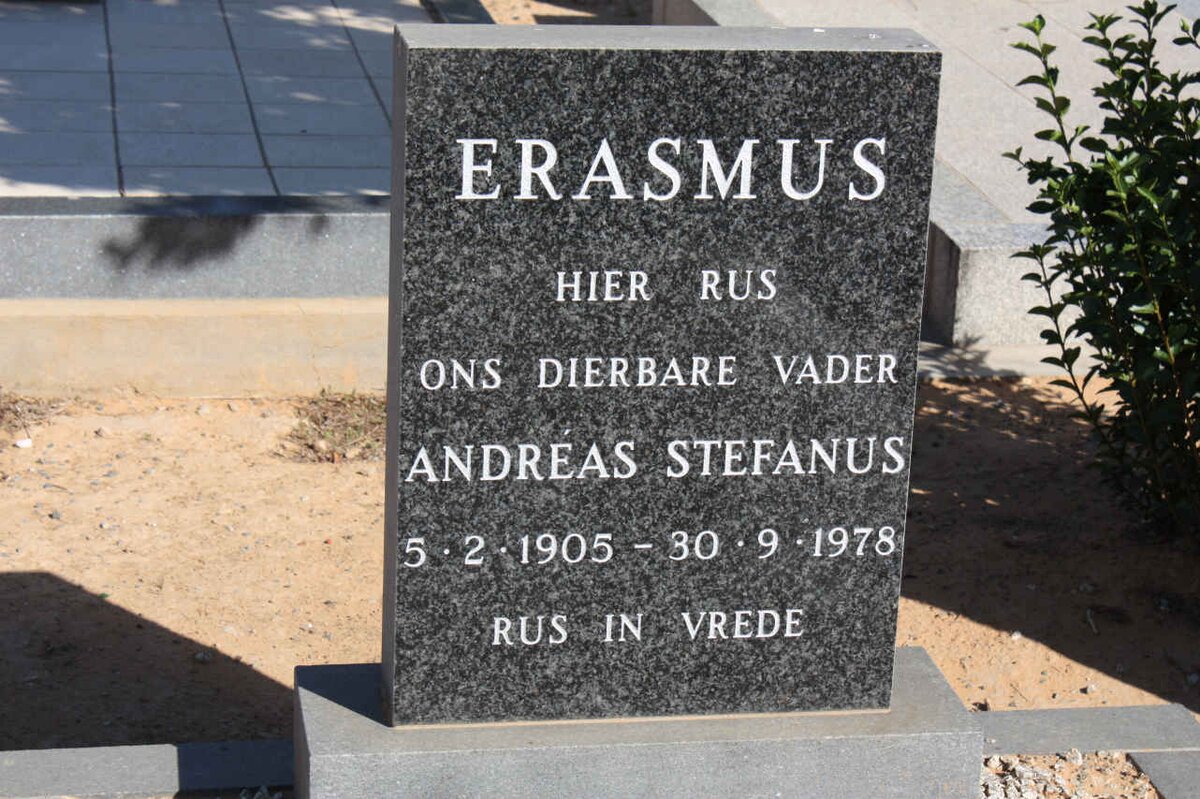 ERASMUS
HIER RUS
ONS DIERBARE VADER
ANDRÉAS STEFANUS
5·2·1905 – 30·9·1978
RUS IN VREDE